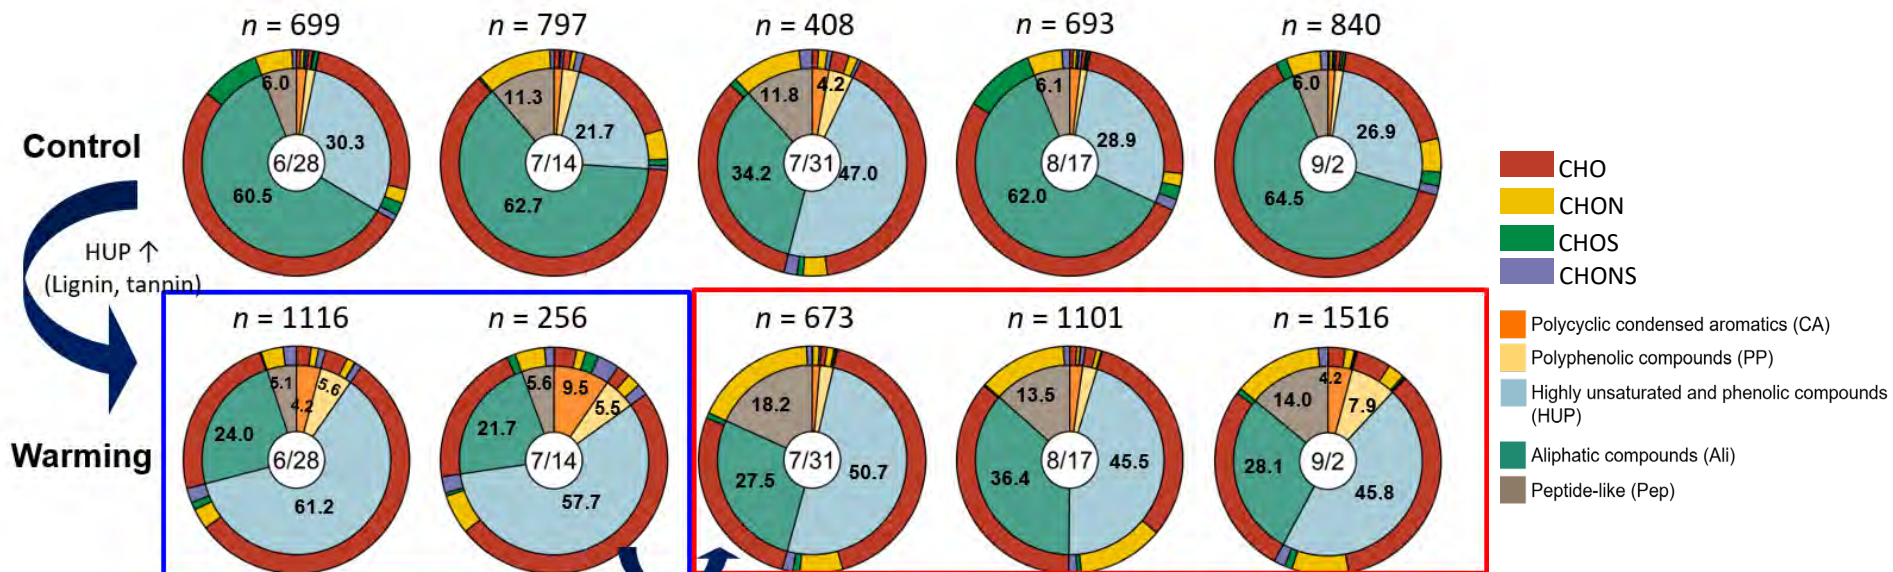 n = 699
n = 797
n = 408
n = 693
n = 840
6.0
30.3
6/28
60.5
11.3
21.7
7/14
62.7
11.8
4.2
34.2
7/31
47.0
6.1
28.9
8/17
62.0
6.0
26.9
9/2
64.5
Control
HUP ↑
(Lignin, tannin)
Warming
n = 1116
n = 256
n = 673
n = 1101
n = 1516
5.1
4.2
5.6
24.0
6/28
61.2
5.6
9.5
5.5
21.7
7/14
57.7
18.2
7/31
50.7
27.5
13.5
8/17
45.5
36.4
14.0
4.2
7.9
9/2
28.1
45.8
CHO
CHON
CHOS
CHONS
Polycyclic condensed aromatics (CA)
Polyphenolic compounds (PP)
Highly unsaturated and phenolic compounds
(HUP)
Aliphatic compounds (Ali)
Peptide-like (Pep)